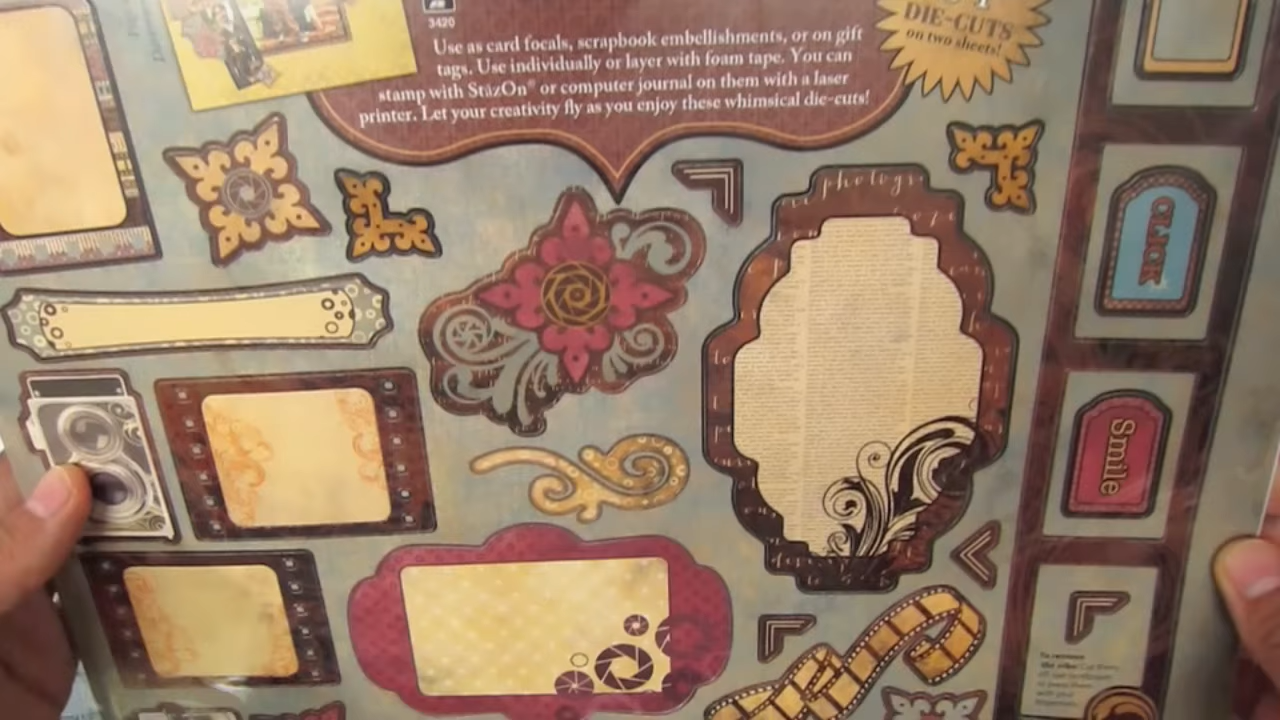 3420
Use as card focals, scrapbook embellishments, or on gift
tags. Use individually or layer with foam tape. You can
stamp with StázOn® or computer journal on them with a laser
printer. Let your creativity fly as you enjoy these whimsical die-cuts!
DIE-CUTS
on two sheets!
CLICK
Smile